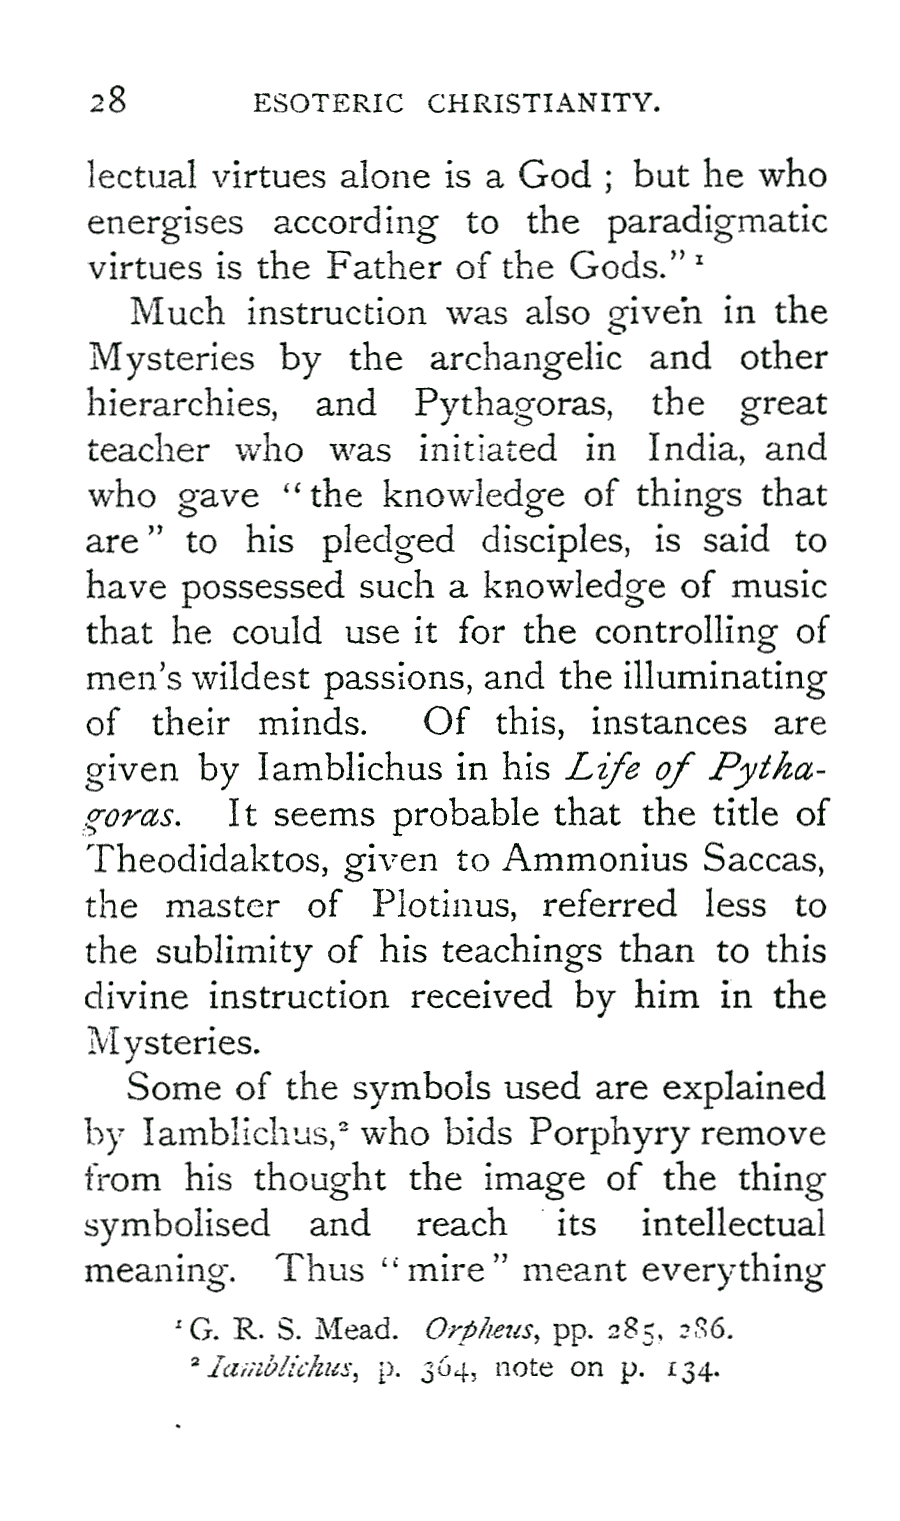 28 ESOTERIC CHRISTIANITY.
lectual virtues alone is a God ; but he who
energises according to the paradigmatic
virtues is the Father of the Gods." ¹
Much instruction was also given in the
Mysteries by the archangelic and other
hierarchies, and Pythagoras, the great
teacher who was initiated in India, and
who gave "the knowledge of things that
are" to his pledged disciples, is said to
have possessed such a knowledge of music
that he could use it for the controlling of
men's wildest passions, and the illuminating
of their minds. Of this, instances are
given by Iamblichus in his Life of Pytha-
goras. It seems probable that the title of
Theodidaktos, given to Ammonius Saccas,
the master of Plotinus, referred less to
the sublimity of his teachings than to this
divine instruction received by him in the
Mysteries.
Some of the symbols used are explained
by Iamblichus,² who bids Porphyry remove
from his thought the image of the thing
symbolised and reach its intellectual
meaning. Thus "mire" meant everything
¹ G. R. S. Mead. Orpheus, pp. 285, 286.
² Iamblichus, p. 364, note on p. 134.